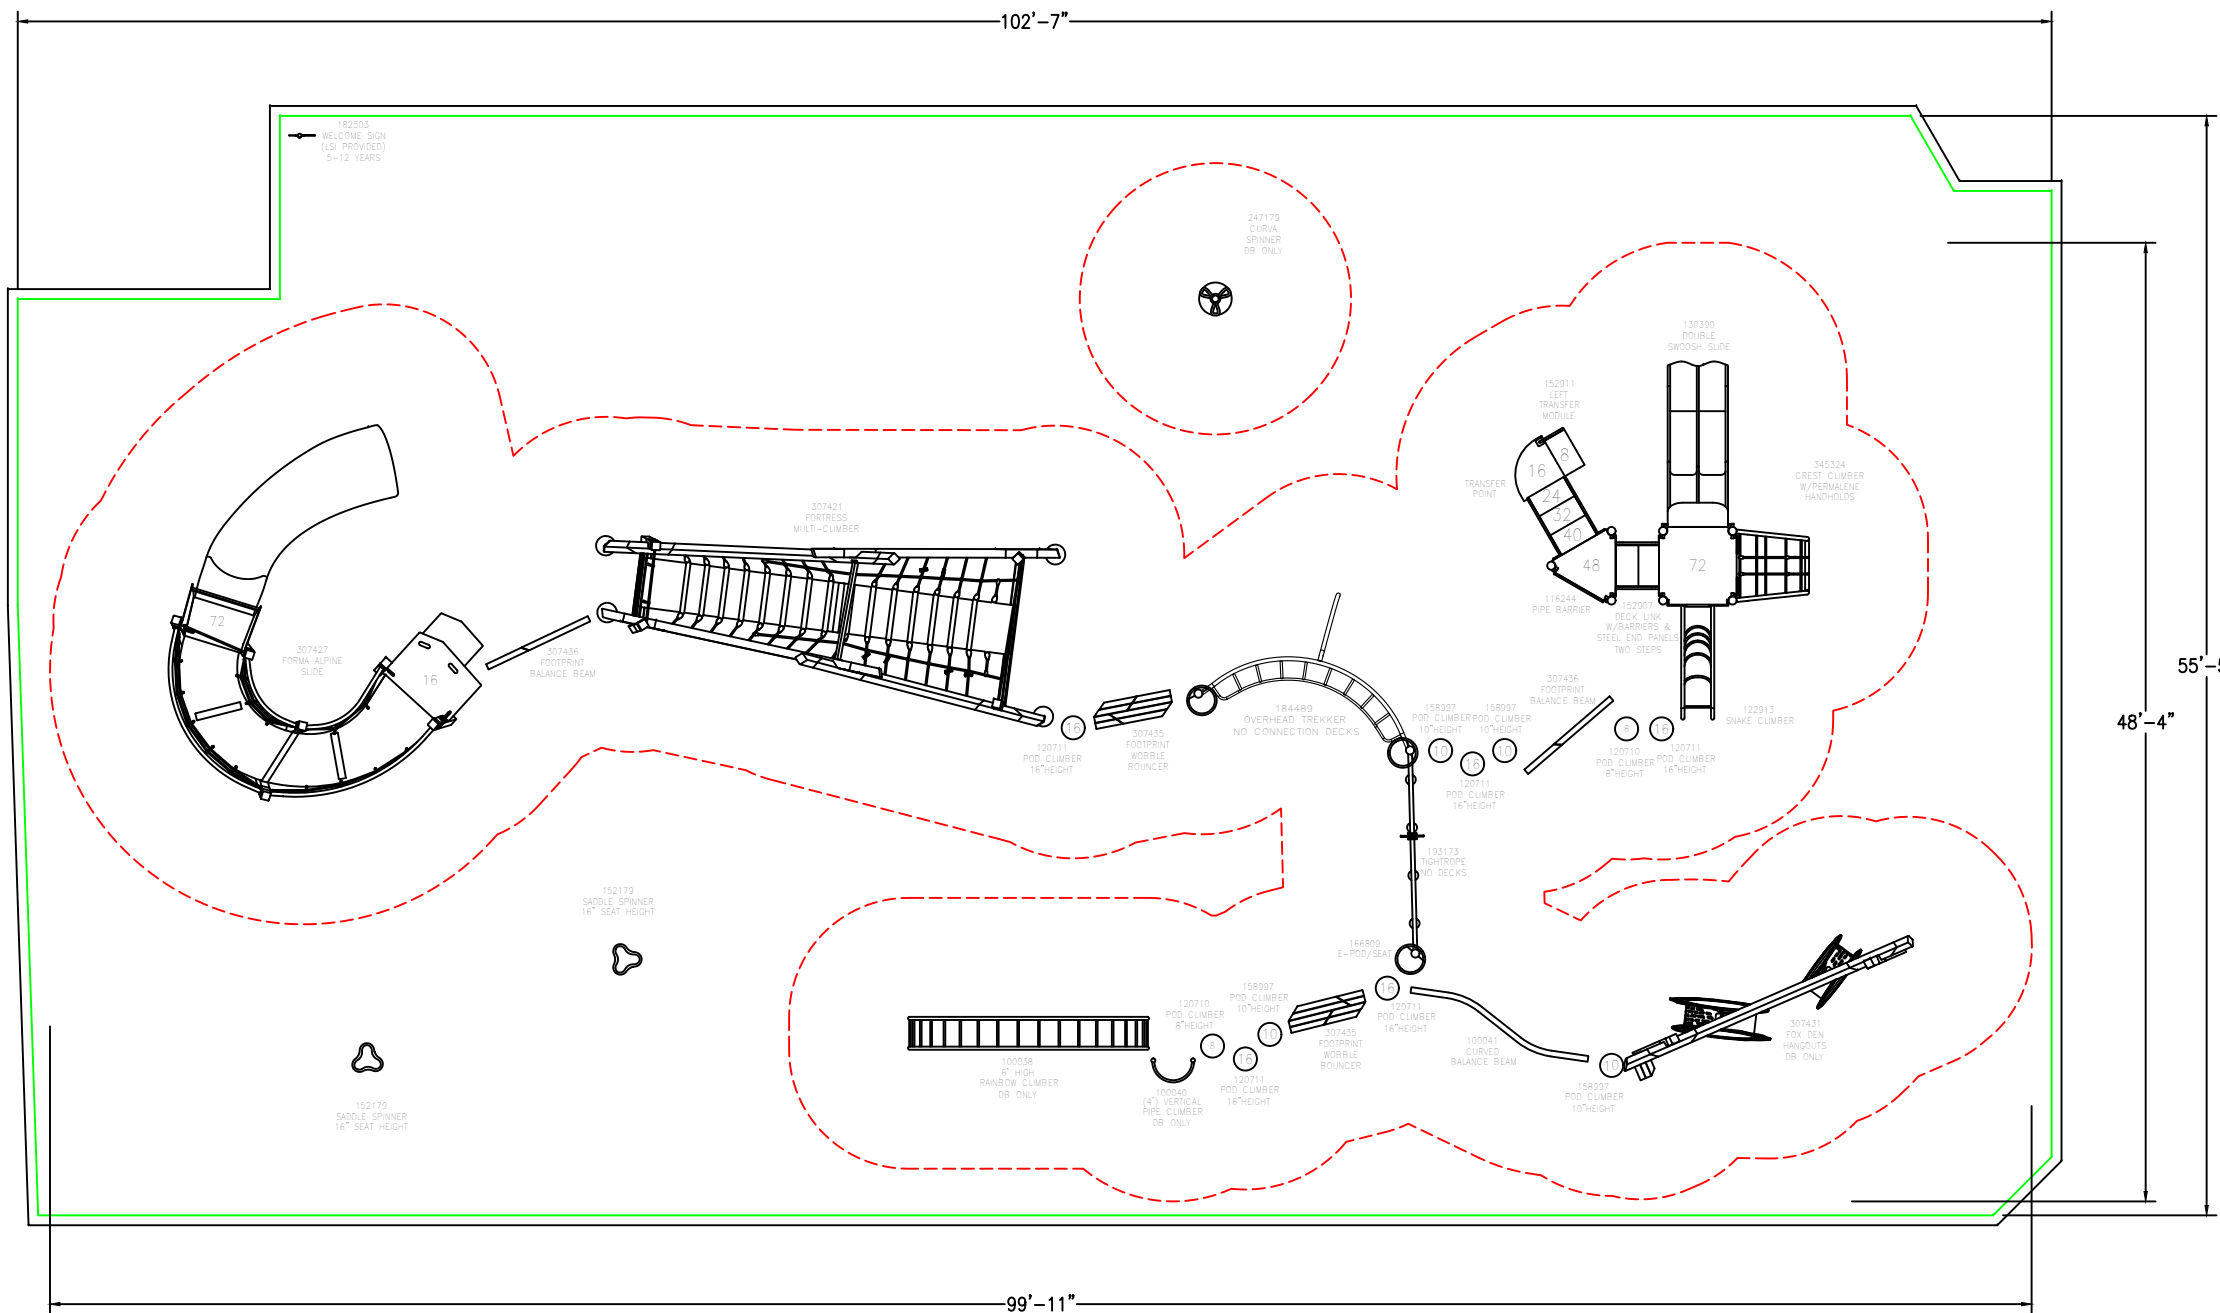 102'-7"
182503
WELCOME SIGN
(LSI PROVIDED)
5-12 YEARS
247179
CURVA
SPINNER
DB ONLY
130390
DOUBLE
SWOOSH SLIDE
152911
LEFT
TRANSFER
MODULE
TRANSFER
POINT
345324
CREST CLIMBER
W/PERMALENE
HANDHOLDS
8
16
24
32
40
48
72
116244
PIPE BARRIER
152907
DECK LINK
W/BARRIERS &
STEEL END PANELS
TWO STEPS
122913
SNAKE CLIMBER
307421
FORTRESS
MULTI-CLIMBER
72
307427
FORMA ALPINE
SLIDE
16
307436
FOOTPRINT
BALANCE BEAM
16
120711
POD CLIMBER
16"HEIGHT
307435
FOOTPRINT
WOBBLE
BOUNCER
184489
OVERHEAD TREKKER
NO CONNECTION DECKS
158997
POD CLIMBER
10"HEIGHT
158997
POD CLIMBER
10"HEIGHT
10
16
10
120711
POD CLIMBER
16"HEIGHT
307436
FOOTPRINT
BALANCE BEAM
8
16
120710
POD CLIMBER
8"HEIGHT
120711
POD CLIMBER
16"HEIGHT
55'-5
48'-4"
193173
TIGHTROPE
NO DECKS
152179
SADDLE SPINNER
16" SEAT HEIGHT
166809
E-POD/SEAT
16
120711
POD CLIMBER
16"HEIGHT
158997
POD CLIMBER
10"HEIGHT
120710
POD CLIMBER
8"HEIGHT
8
16
10
120711
POD CLIMBER
16"HEIGHT
307435
FOOTPRINT
WOBBLE
BOUNCER
100041
CURVED
BALANCE BEAM
10
158997
POD CLIMBER
10"HEIGHT
307431
FOX DEN
HANGOUTS
DB ONLY
100038
6' HIGH
RAINBOW CLIMBER
DB ONLY
100040
(4') VERTICAL
PIPE CLIMBER
DB ONLY
152179
SADDLE SPINNER
16" SEAT HEIGHT
99'-11"